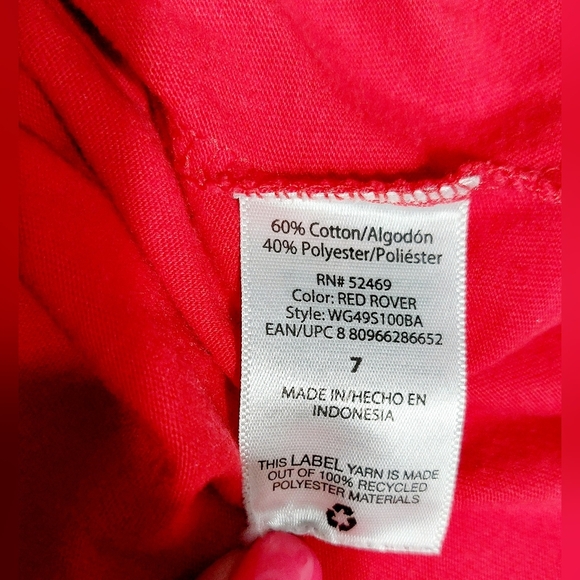 60% Cotton/Algodón
40% Polyester/Poliéster
RN# 52469
Color: RED ROVER
Style: WG49S100BA
EAN/UPC 8 80966286652
7
MADE IN/HECHO EN
INDONESIA
THIS LABEL YARN IS MADE
OUT OF 100% RECYCLED
POLYESTER MATERIALS